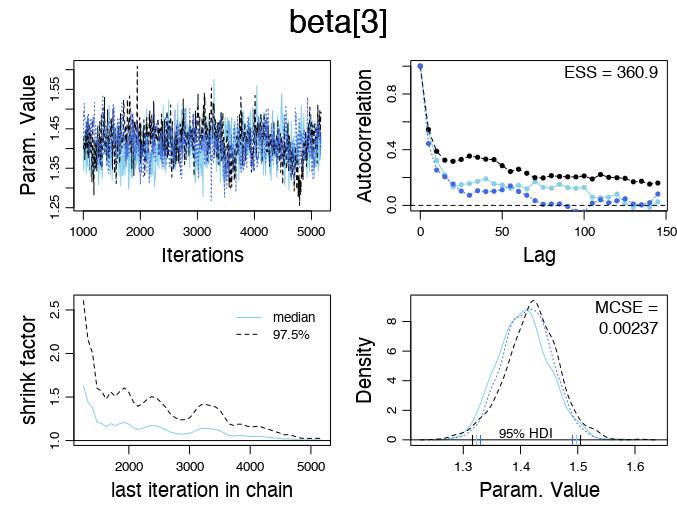 beta[3]
Param. Value
1.25 1.35 1.45 1.55
1000 2000 3000 4000 5000
Iterations
ESS = 360.9
Autocorrelation
0.0 0.4 0.8
0 50 100 150
Lag
shrink factor
1.0 1.5 2.0 2.5
median
97.5%
2000 3000 4000 5000
last iteration in chain
MCSE =
0.00237
Density
0 2 4 6 8
95% HDI
1.3 1.4 1.5 1.6
Param. Value